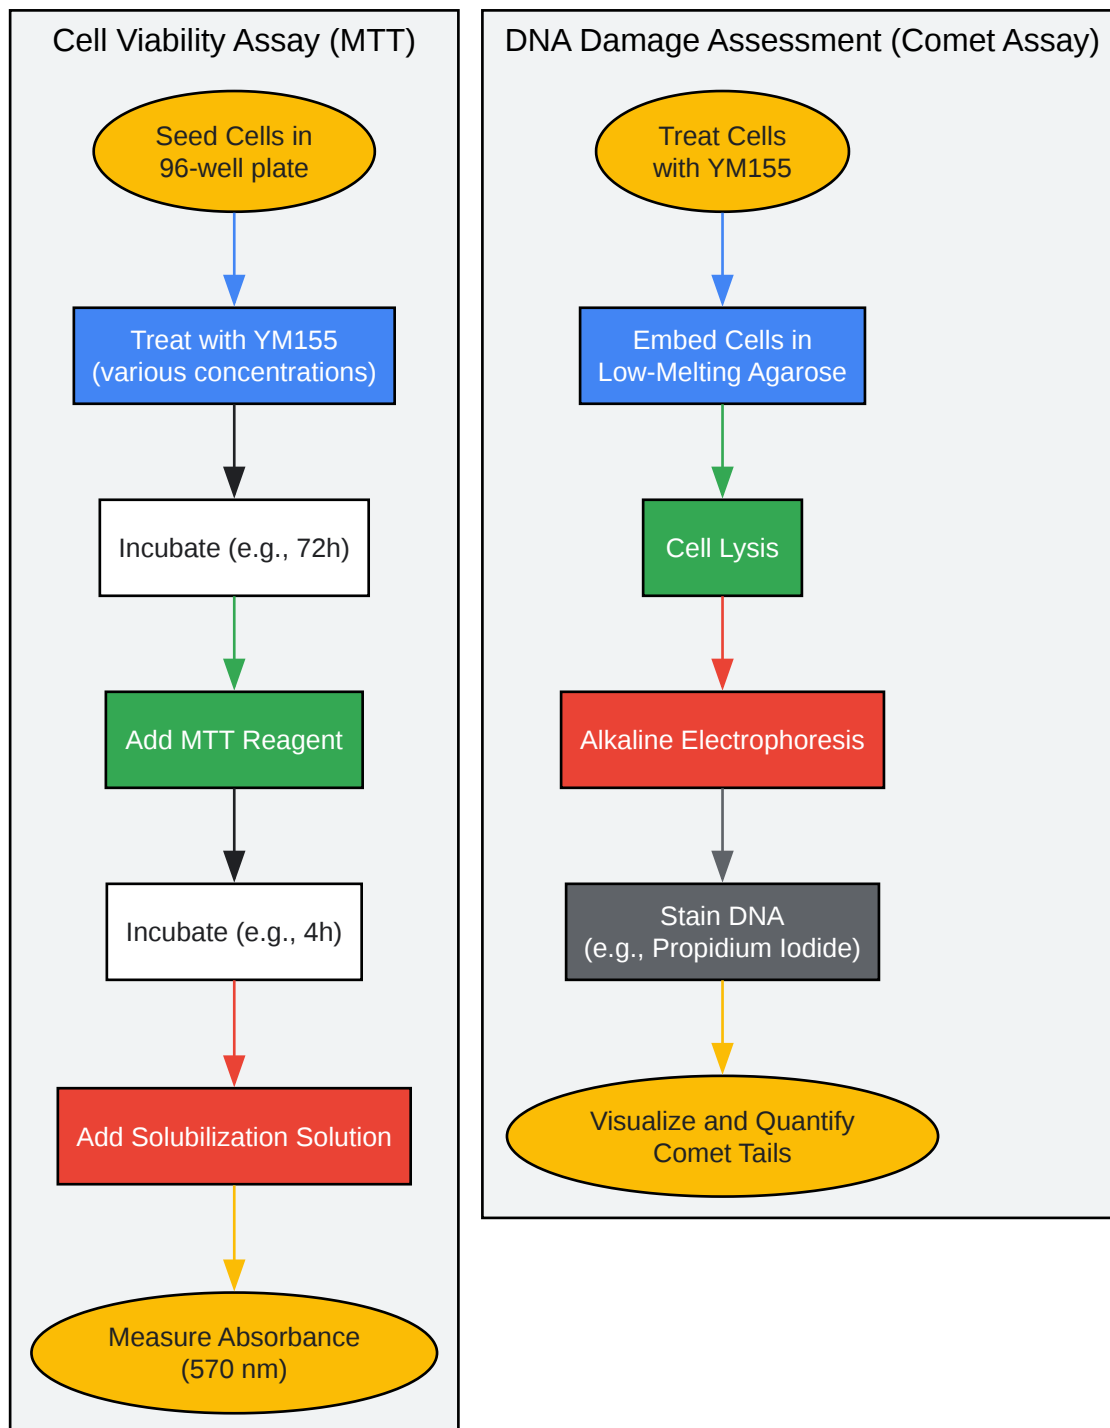 Cell Viability Assay (MTT)
Seed Cells in
96-well plate
Treat with YM155
(various concentrations)
Incubate (e.g., 72h)
Add MTT Reagent
Incubate (e.g., 4h)
Add Solubilization Solution
Measure Absorbance
(570 nm)
DNA Damage Assessment (Comet Assay)
Treat Cells
with YM155
Embed Cells in
Low-Melting Agarose
Cell Lysis
Alkaline Electrophoresis
Stain DNA
(e.g., Propidium Iodide)
Visualize and Quantify
Comet Tails